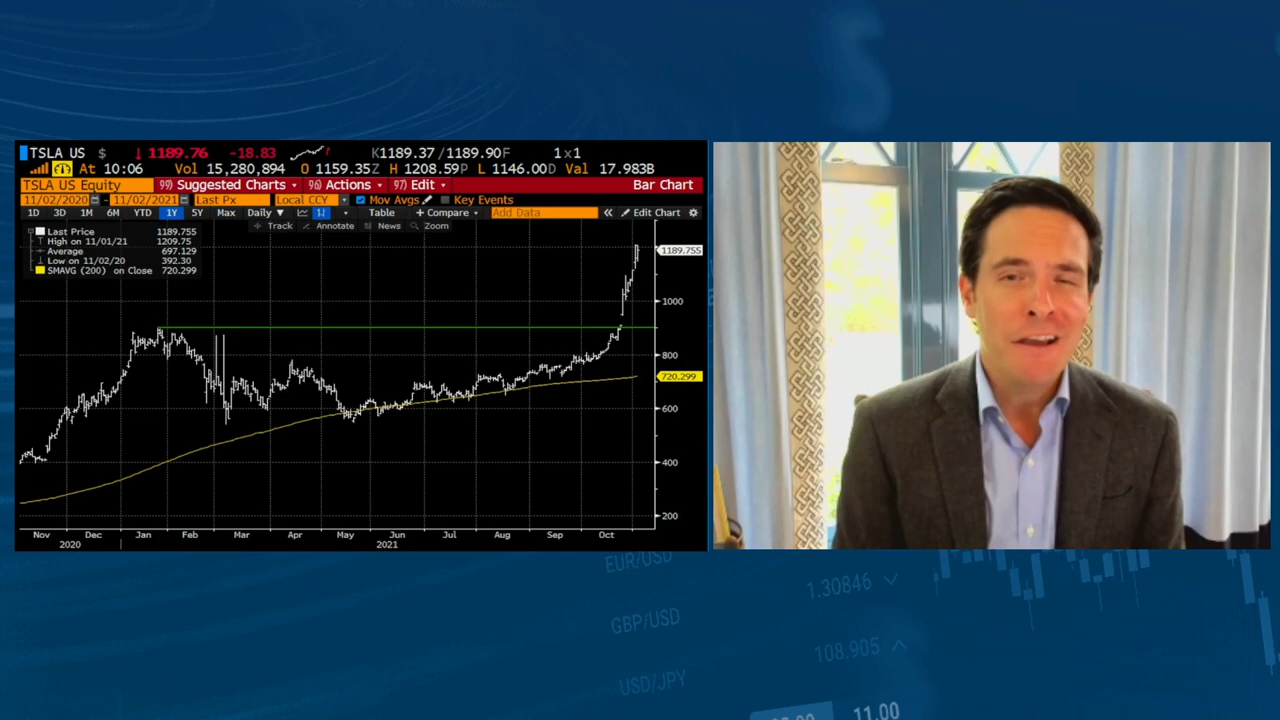 TSLA US $ ↓ 1189.76 -18.83 K1189.37 / 1189.90F 1x1
At 10:06 Vol 15,280,894 O 1159.35Z H 1208.59P L 1146.00D Val 17.983B
TSLA US Equity 99) Suggested Charts 96) Actions 97) Edit Bar Chart
11/02/2020 - 11/02/2021 Last Px Local CCY Mov Avgs Key Events
1D 3D 1M 6M YTD 1Y 5Y Max Daily ▼ Table + Compare Add Data « Edit Chart
Track Annotate News Zoom
Last Price 1189.755
High on 11/01/21 1209.75
Average 697.129
Low on 11/02/20 392.30
SMAVG (200) on Close 720.299
1189.755
1000
800
720.299
600
400
200
Nov Dec Jan Feb Mar Apr May Jun Jul Aug Sep Oct
2020 2021
EUR/USD
1.30846
GBP/USD
108.905
USD/JPY
11.00